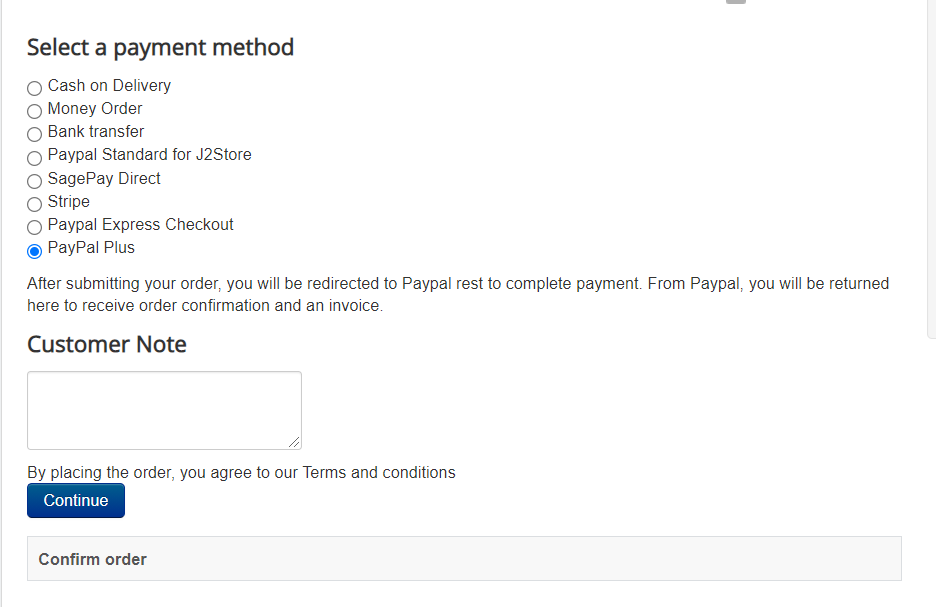 Select a payment method
Cash on Delivery
Money Order
Bank transfer
Paypal Standard for J2Store
SagePay Direct
Stripe
Paypal Express Checkout
PayPal Plus
After submitting your order, you will be redirected to Paypal rest to complete payment. From Paypal, you will be returned
here to receive order confirmation and an invoice.
Customer Note
By placing the order, you agree to our Terms and conditions
Continue
Confirm order